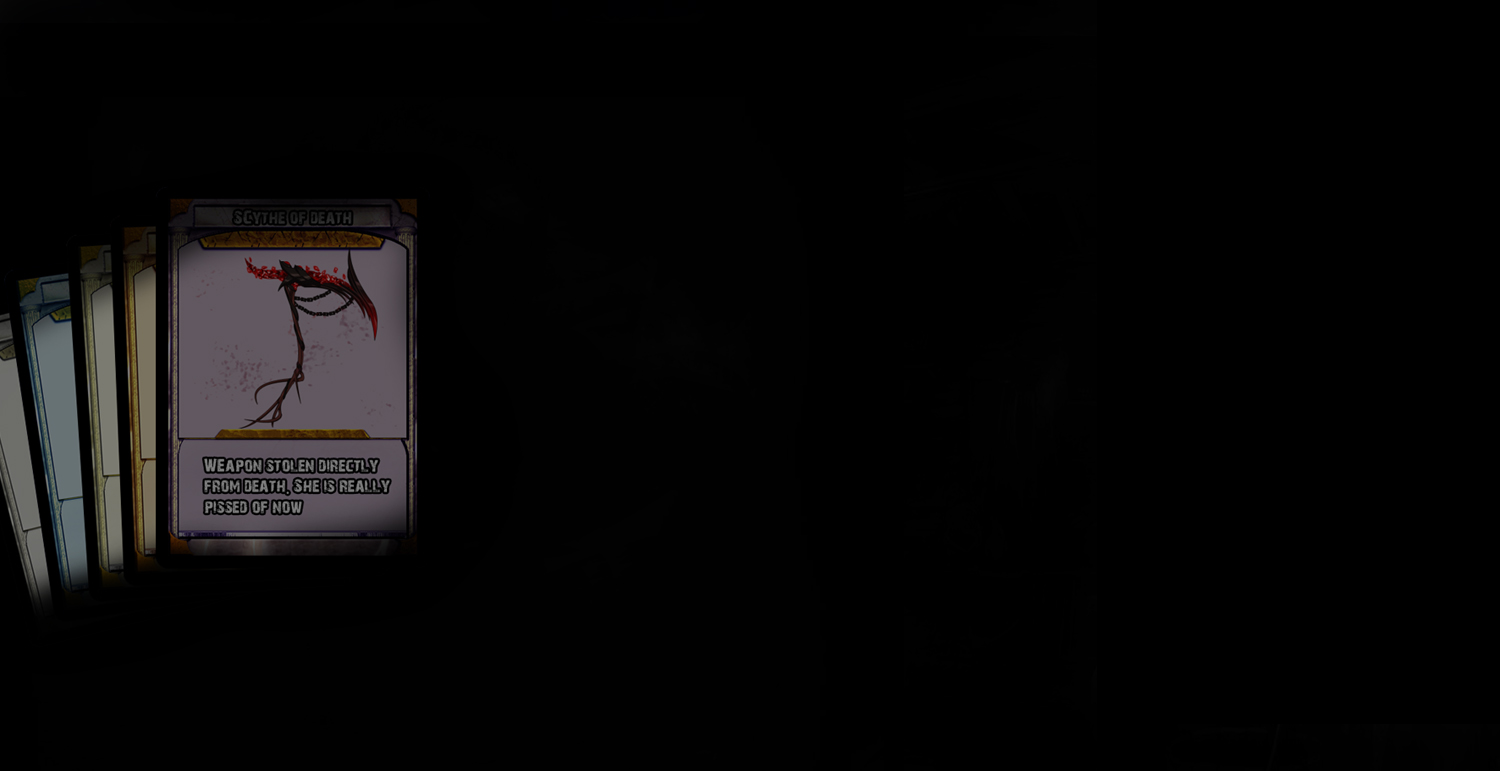 SCYTHE OF DEATH
WEAPON STOLEN DIRECTLY
FROM DEATH, SHE IS REALLY
PISSED OF NOW